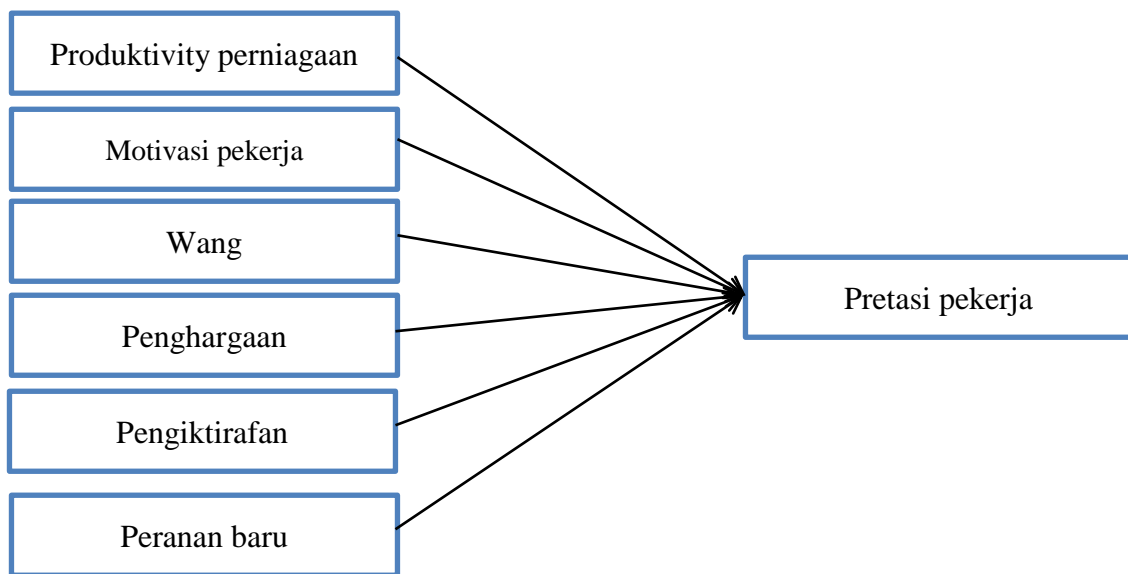 Produktivity perniagaan
Motivasi pekerja
Wang
Penghargaan
Pengiktirafan
Peranan baru
Pretasi pekerja